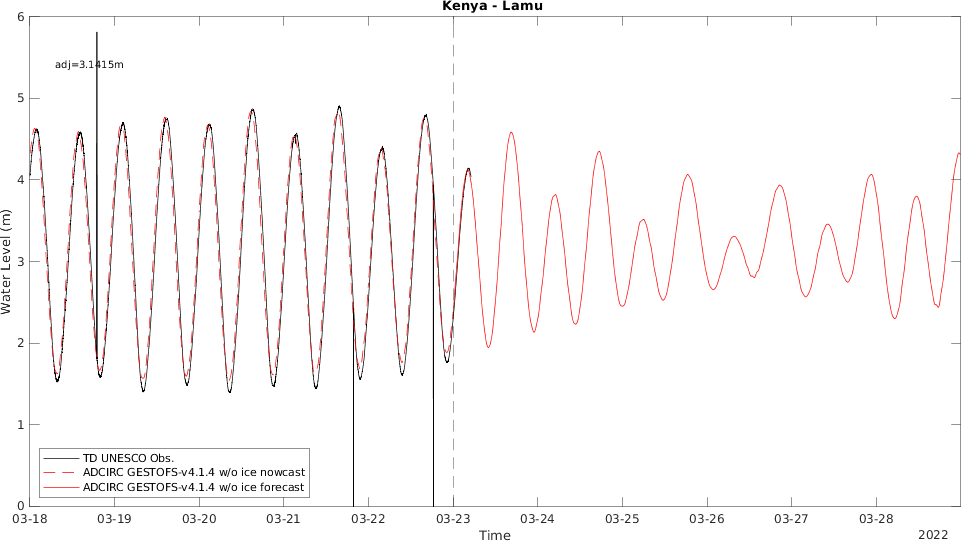 Kenya - Lamu
6
5
4
3
2
1
0
Water Level (m)
adj=3.1415m
TD UNESCO Obs.
ADCIRC GESTOFS-v4.1.4 w/o ice nowcast
ADCIRC GESTOFS-v4.1.4 w/o ice forecast
03-18 03-19 03-20 03-21 03-22 03-23 03-24 03-25 03-26 03-27 03-28
Time
2022